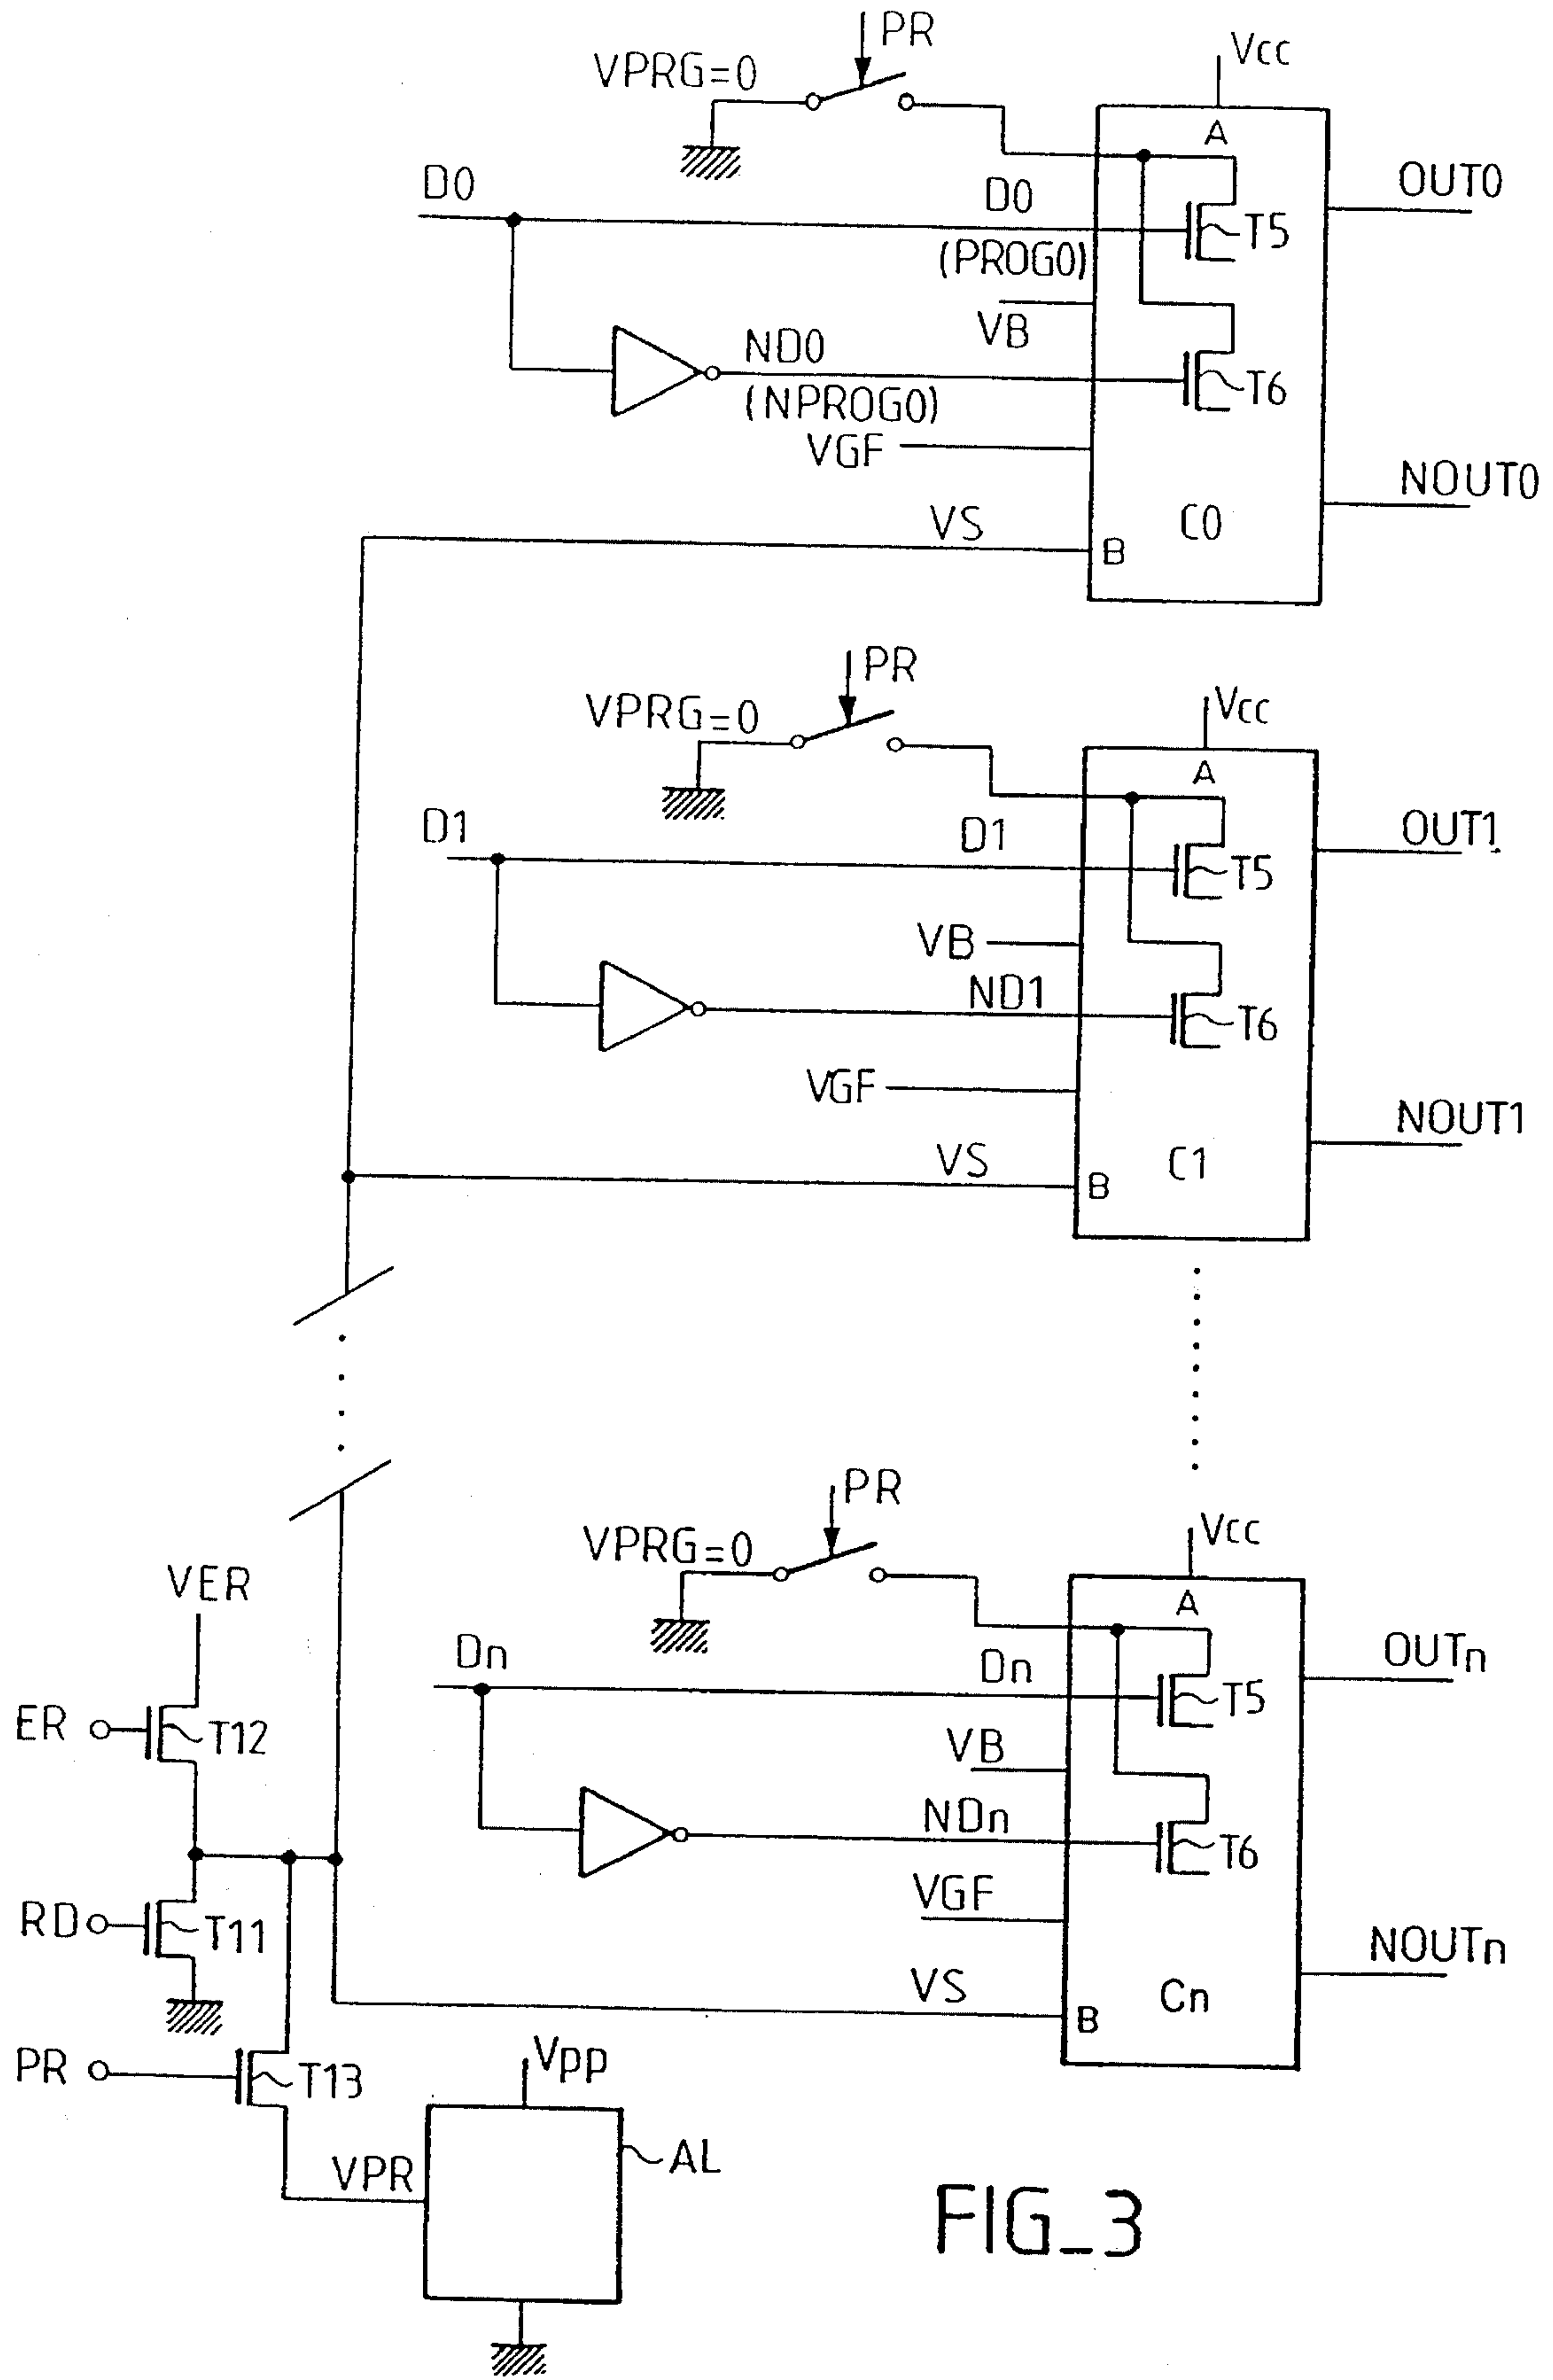 PR
Vcc
VPRG=0
A
D0
D0
OUT0
T5
(PROG0)
VB
ND0
T6
(NPROG0)
VGF
NOUT0
VS
C0
B
PR
Vcc
VPRG=0
A
D1
D1
OUT1
T5
VB
ND1
T6
VGF
NOUT1
VS
C1
B
PR
Vcc
VPRG=0
VER
A
Dn
Dn
OUTn
T5
ER
T12
VB
NDn
T6
VGF
RD
T11
NOUTn
VS
Cn
B
PR
T13
Vpp
VPR
AL
FIG_3